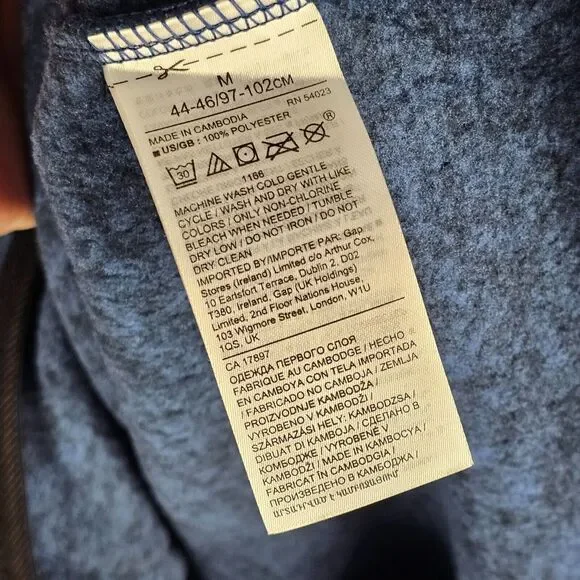 M
44-46/97-102CM
RN 54023
MADE IN CAMBODIA
■ US/GB : 100% POLYESTER
30
®
1166
MACHINE WASH COLD GENTLE
CYCLE / WASH AND DRY WITH LIKE
COLORS / ONLY NON-CHLORINE
BLEACH WHEN NEEDED / TUMBLE
DRY LOW / DO NOT IRON / DO NOT
DRY CLEAN
IMPORTED BY/IMPORTE PAR: Gap
Stores (Ireland) Limited c/o Arthur Cox,
10 Earlsfort Terrace, Dublin 2, D02
T380, Ireland, Gap (UK Holdings)
Limited, 2nd Floor Nations House,
103 Wigmore Street, London, W1U
1QS, UK
CA 17897
ОДЕЖДА ПЕРВОГО СЛОЯ
FABRIQUE AU CAMBODGE / HECHO
EN CAMBOYA CON TELA IMPORTADA
/ FABRICADO NO CAMBOJA / ZEMLJA
PROIZVODNJE KAMBODŽA /
VYROBENO V KAMBODŽI /
SZÁRMAZÁSI HELY: KAMBODZSA /
DIBUAT DI KAMBOJA / СДЕЛАНО В
КОМБОДЖЕ / VYROBENÉ V
KAMBODŽI / MADE IN KAMBOCYA /
FABRICAT ÎN CAMBODGIA /
ПРОИЗВЕДЕНО В КАМБОДЖА /